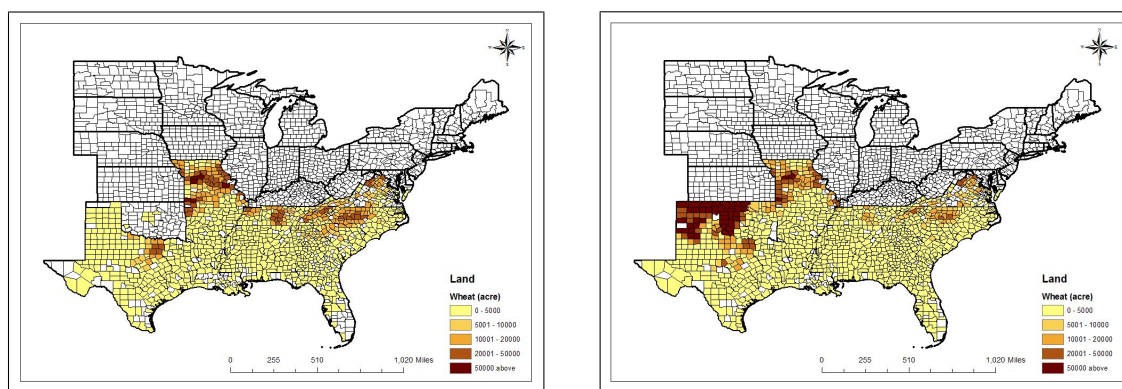 N
W E
S
Land
Wheat (acre)
0 - 5000
5001 - 10000
10001 - 20000
20001 - 50000
50000 above
0 255 510 1,020 Miles
N
W E
S
Land
Wheat (acre)
0 - 5000
5001 - 10000
10001 - 20000
20001 - 50000
50000 above
0 255 510 1,020 Miles